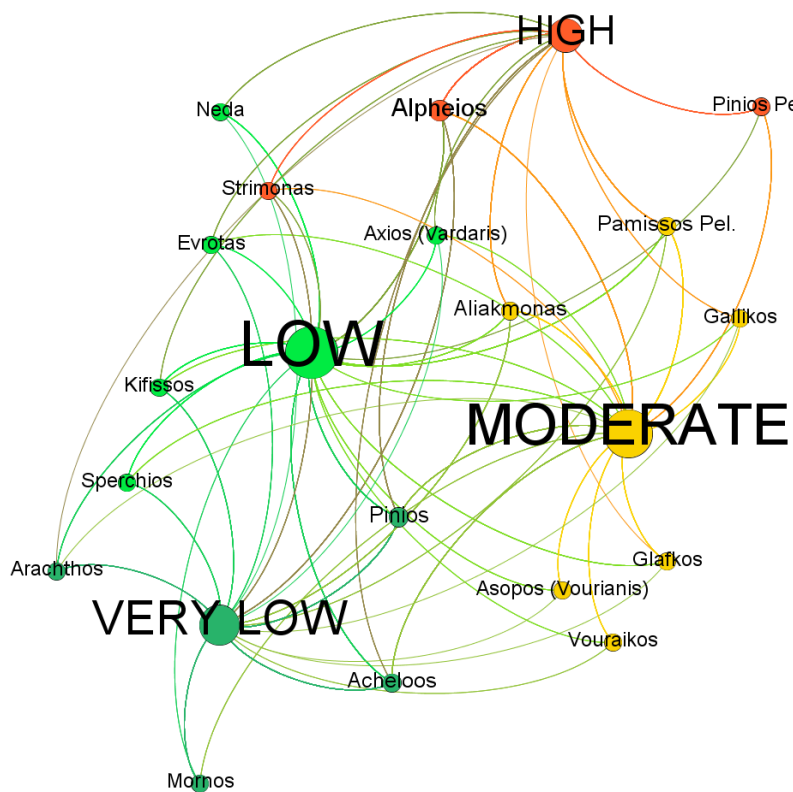 HIGH
Neda
Alpheios
Pinios Pe
Strimonas
Evrotas
Axios (Vardaris)
Pamissos Pel.
Aliakmonas
Gallikos
LOW
Kifissos
MODERATE
Sperchios
Pinios
Arachthos
Glafkos
Asopos (Vourianis)
VERY LOW
Vouraikos
Acheloos
Mornos